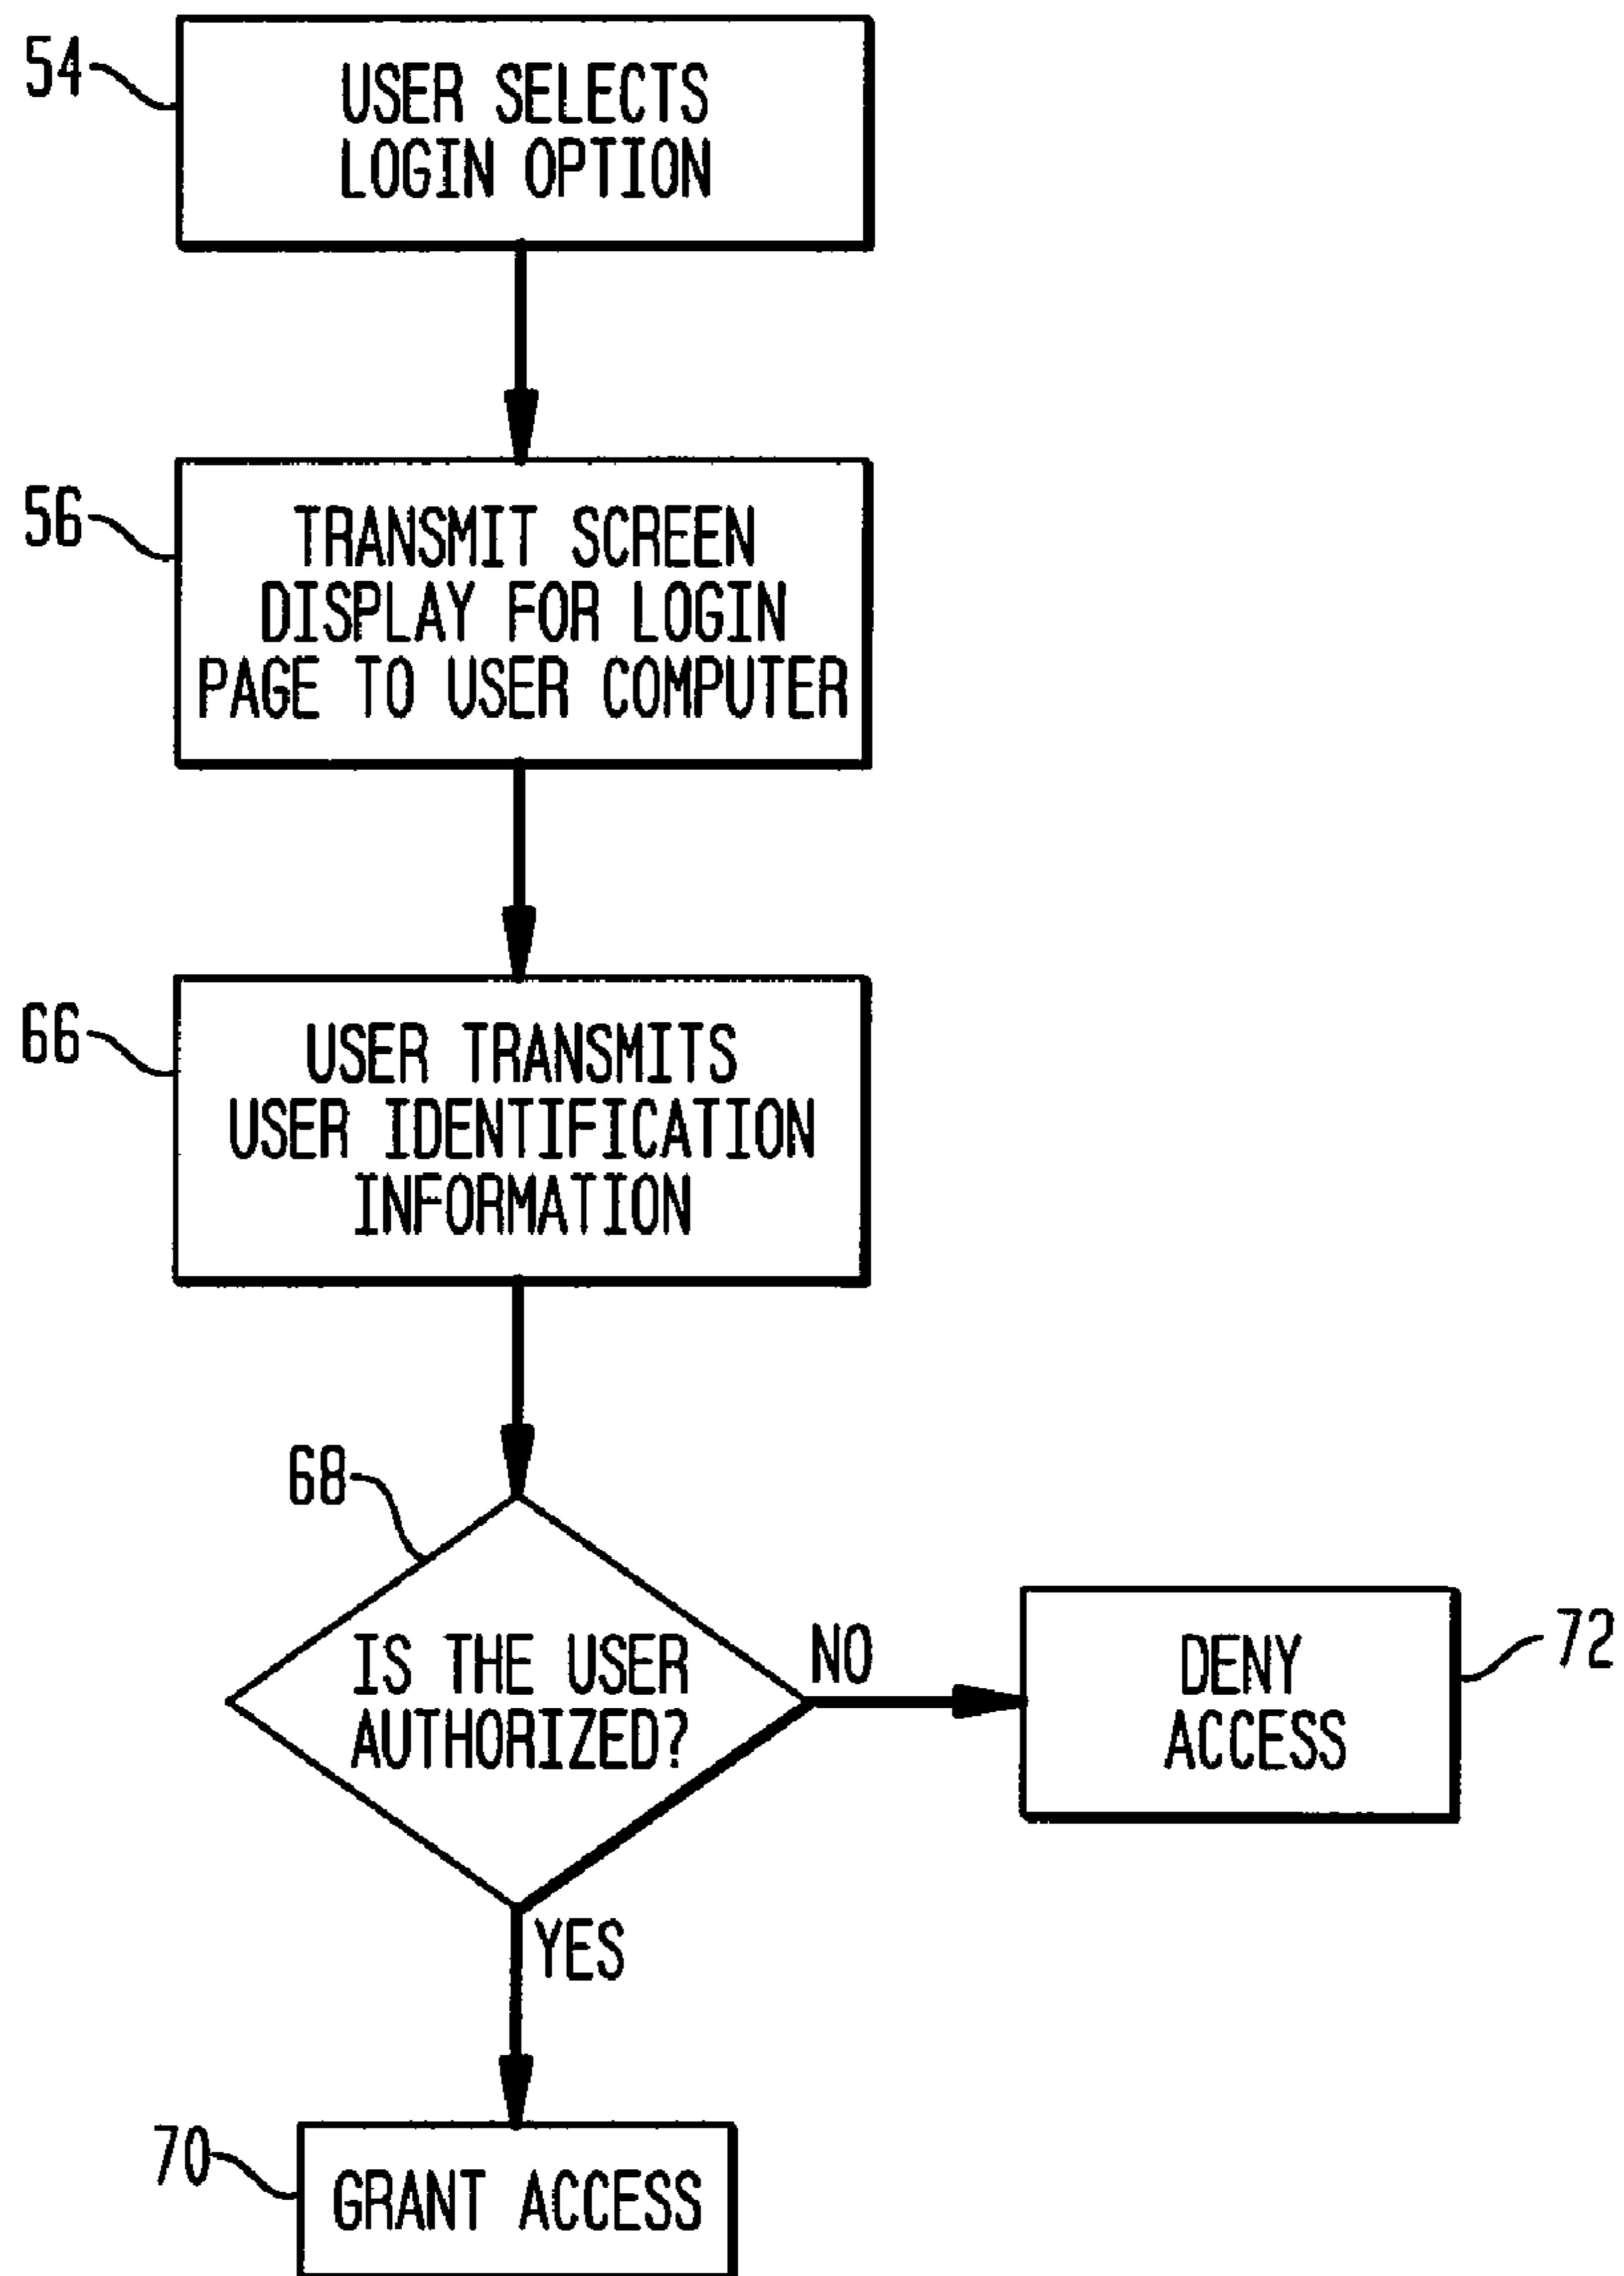 54
USER SELECTS
LOGIN OPTION
56
TRANSMIT SCREEN
DISPLAY FOR LOGIN
PAGE TO USER COMPUTER
66
USER TRANSMITS
USER IDENTIFICATION
INFORMATION
68
IS THE USER
AUTHORIZED?
NO
DENY
ACCESS
72
YES
70
GRANT ACCESS